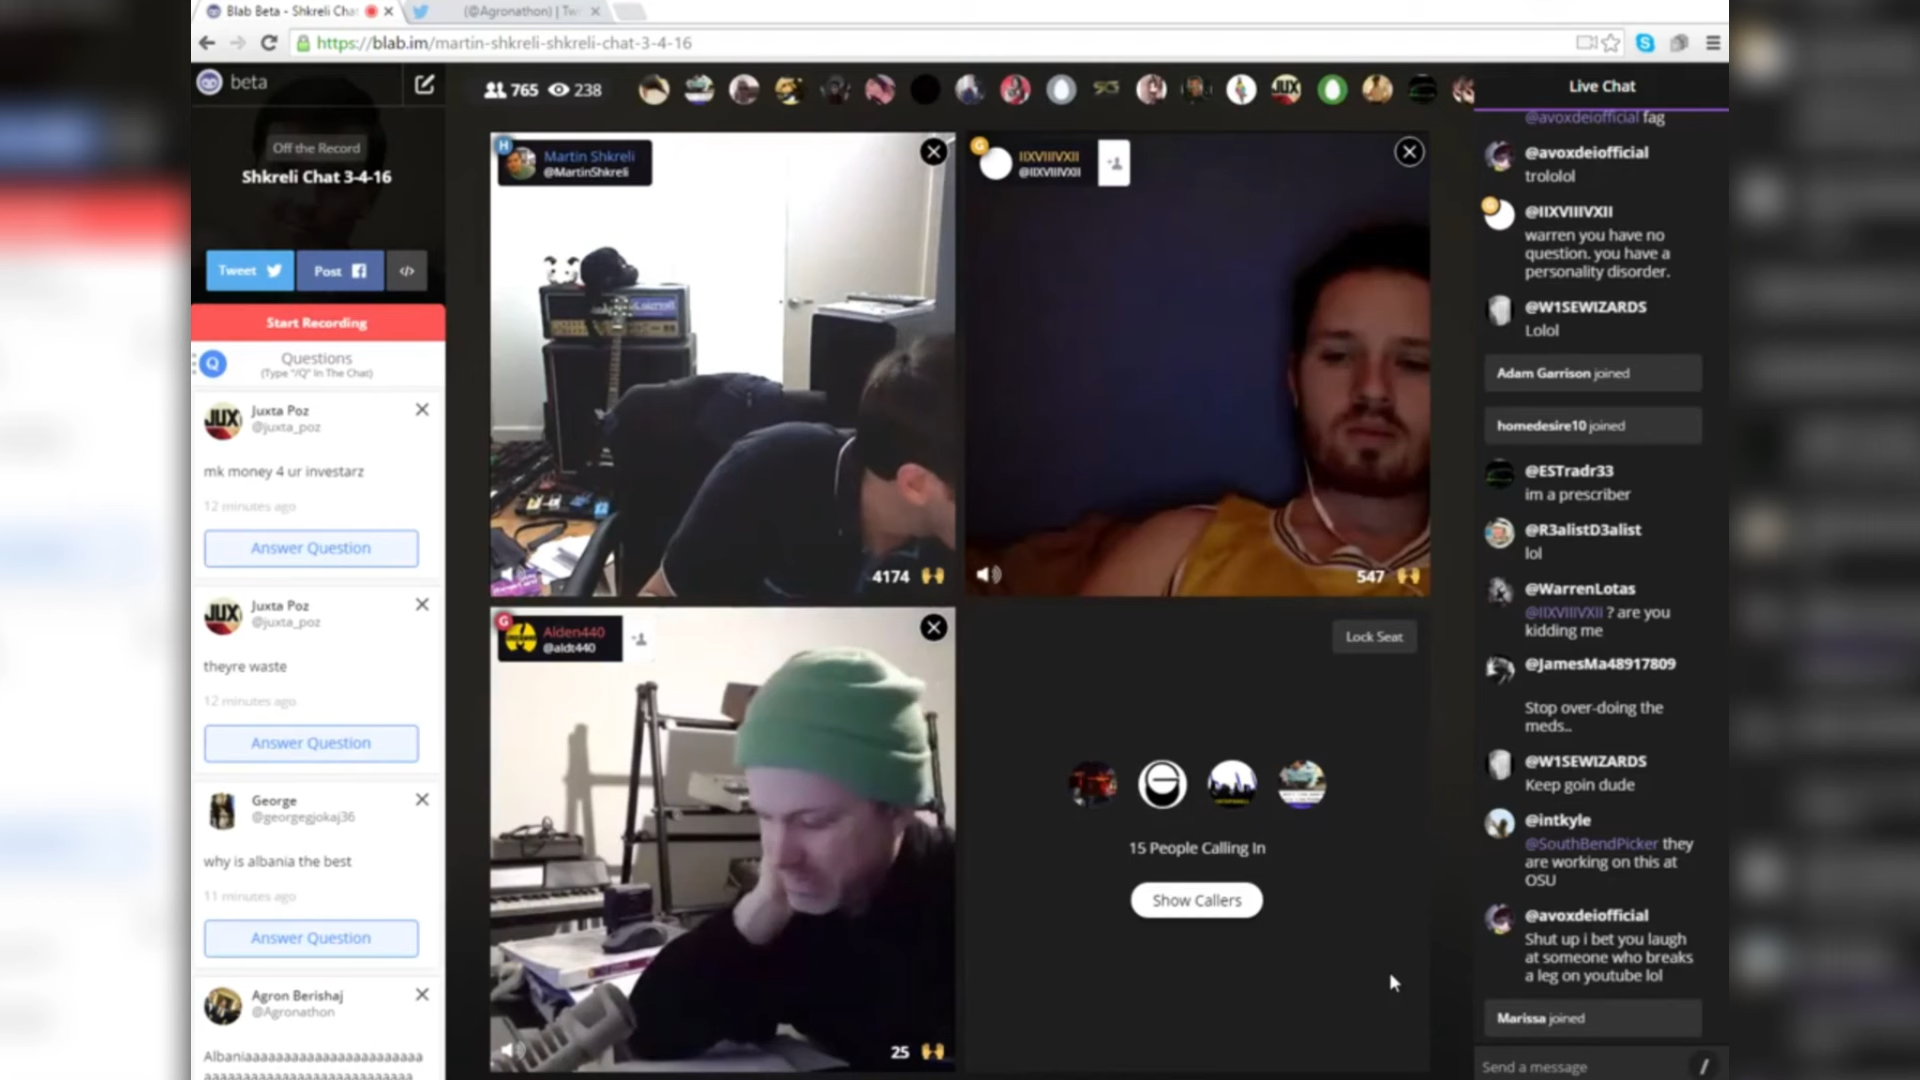 Blab Beta - Shkreli Cha
(@Agronathon) | Tw
https://blab.im/martin-shkreli-shkreli-chat-3-4-16
beta
Off the Record
Shkreli Chat 3-4-16
Tweet
Post
</>
Start Recording
Q
Questions
(Type "/Q" In The Chat)
JUX
Juxta Poz
@juxta_poz
mk money 4 ur investarz
12 minutes ago
Answer Question
JUX
Juxta Poz
@juxta_poz
theyre waste
12 minutes ago
Answer Question
George
@georgegjokaj36
why is albania the best
11 minutes ago
Answer Question
Agron Berishaj
@Agronathon
765
238
JUX
H
Martin Shkreli
@MartinShkreli
4174
G
IIXVIIIVXII
@IIXVIIIVXII
547
G
Alden440
@aldt440
25
Lock Seat
15 People Calling In
Show Callers
Live Chat
@avoxdeiofficial fag
@avoxdeiofficial
trololol
@IIXVIIIVXII
warren you have no
question. you have a
personality disorder.
@W1SEWIZARDS
Lolol
Adam Garrison joined
homedesire10 joined
@ESTradr33
im a prescriber
@R3alistD3alist
lol
@WarrenLotas
@IIXVIIIVXII ? are you
kidding me
@JamesMa48917809
Stop over-doing the
meds..
@W1SEWIZARDS
Keep goin dude
@intkyle
@SouthBendPicker they
are working on this at
OSU
@avoxdeiofficial
Shut up i bet you laugh
at someone who breaks
a leg on youtube lol
Marissa joined
Send a message
/